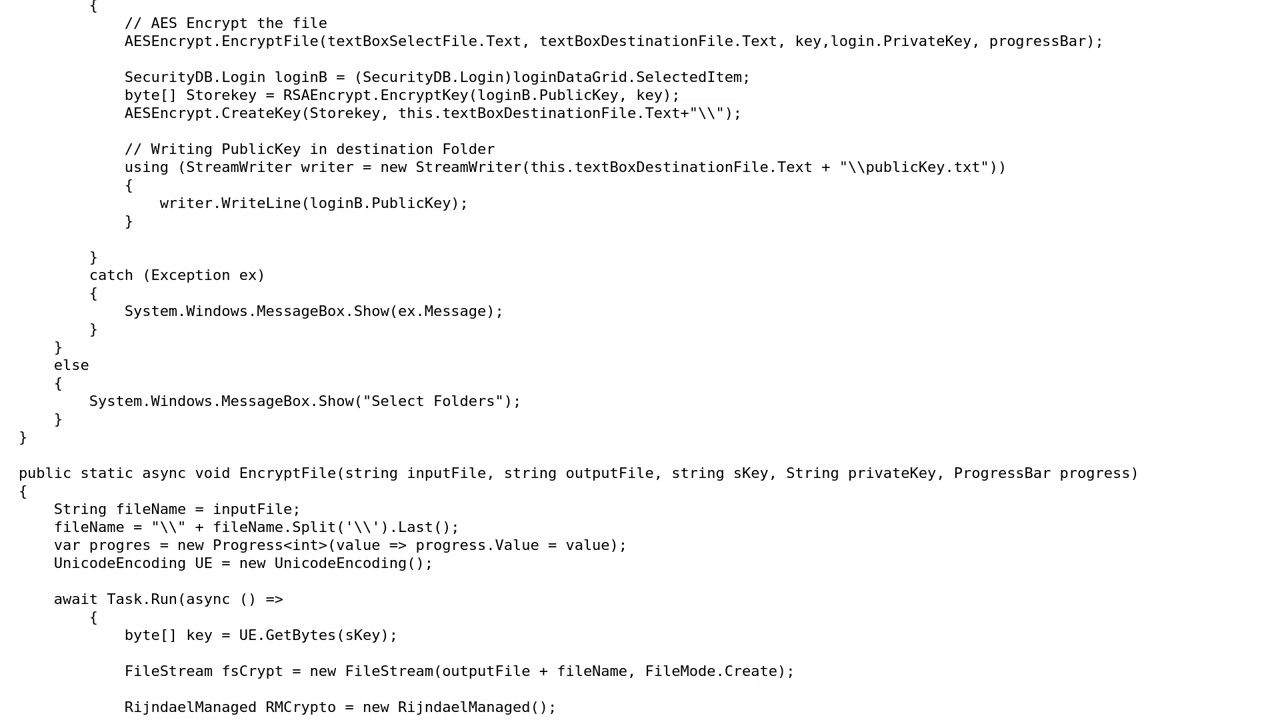 {
// AES Encrypt the file
AESEncrypt.EncryptFile(textBoxSelectFile.Text, textBoxDestinationFile.Text, key,login.PrivateKey, progressBar);
SecurityDB.Login loginB = (SecurityDB.Login)loginDataGrid.SelectedItem;
byte[] Storekey = RSAEncrypt.EncryptKey(loginB.PublicKey, key);
AESEncrypt.CreateKey(Storekey, this.textBoxDestinationFile.Text+"\\");
// Writing PublicKey in destination Folder
using (StreamWriter writer = new StreamWriter(this.textBoxDestinationFile.Text + "\\publicKey.txt"))
{
writer.WriteLine(loginB.PublicKey);
}
}
catch (Exception ex)
{
System.Windows.MessageBox.Show(ex.Message);
}
}
else
{
System.Windows.MessageBox.Show("Select Folders");
}
}
public static async void EncryptFile(string inputFile, string outputFile, string sKey, String privateKey, ProgressBar progress)
{
String fileName = inputFile;
fileName = "\\" + fileName.Split('\\').Last();
var progres = new Progress<int>(value => progress.Value = value);
UnicodeEncoding UE = new UnicodeEncoding();
await Task.Run(async () =>
{
byte[] key = UE.GetBytes(sKey);
FileStream fsCrypt = new FileStream(outputFile + fileName, FileMode.Create);
RijndaelManaged RMCrypto = new RijndaelManaged();